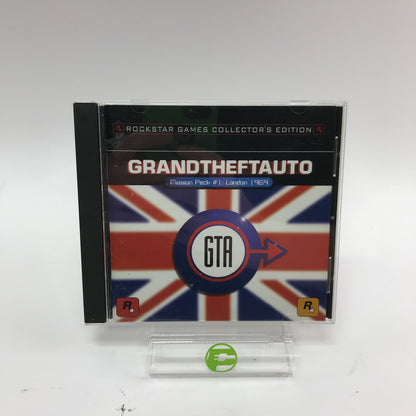 R ROCKSTAR GAMES COLLECTOR'S EDITION R
GRANDTHEFTAUTO
Mission Pack #1: London 1969
GTA
R R